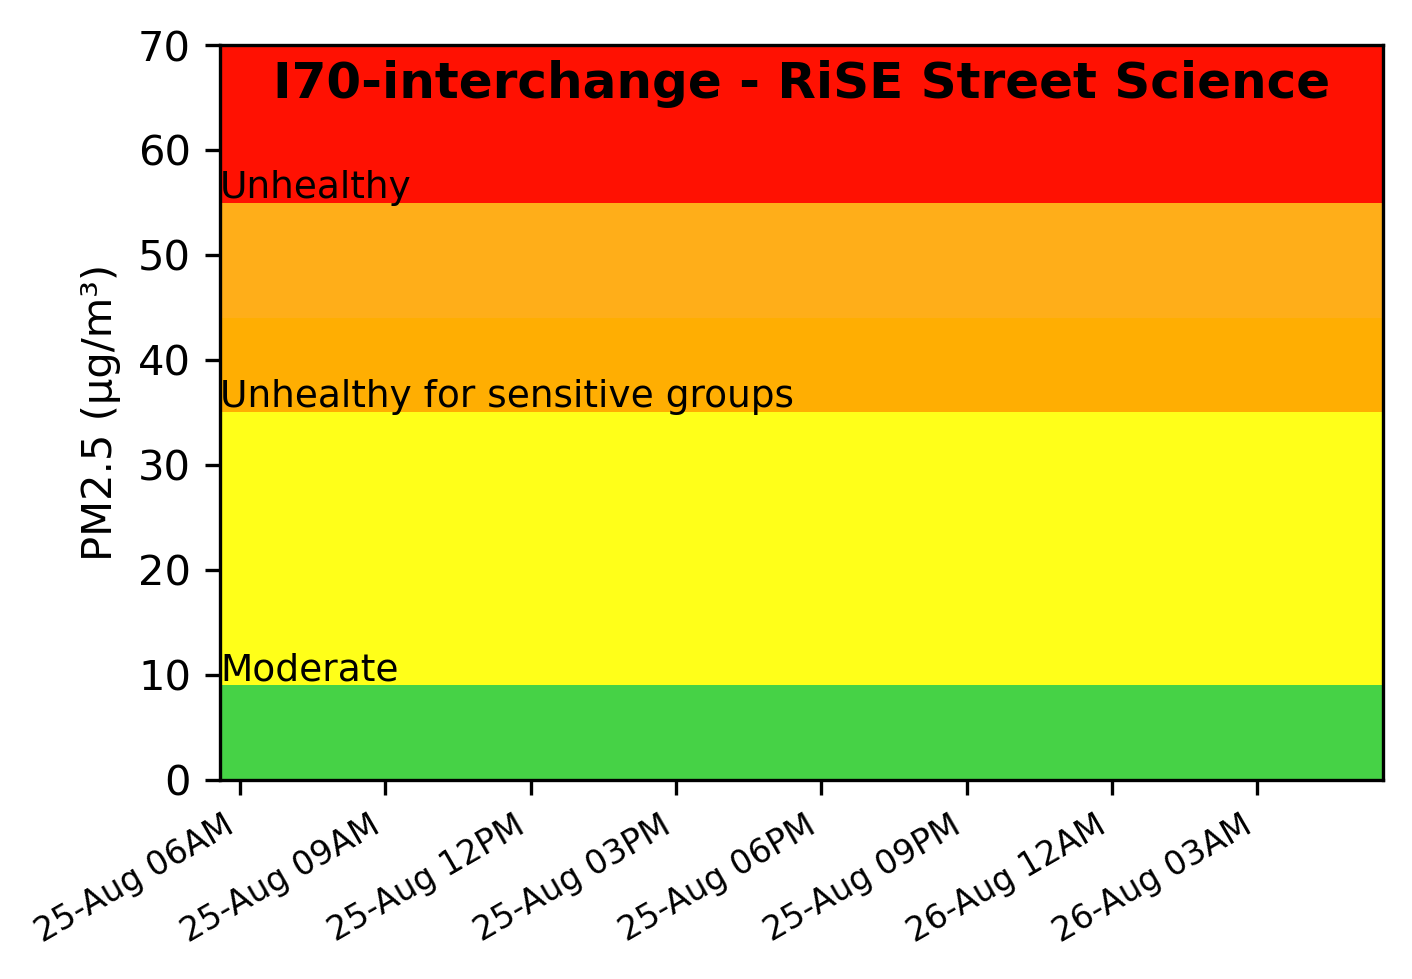 I70-interchange - RiSE Street Science
PM2.5 (µg/m³)
70
60
50
40
30
20
10
0
Unhealthy
Unhealthy for sensitive groups
Moderate
25-Aug 06AM
25-Aug 09AM
25-Aug 12PM
25-Aug 03PM
25-Aug 06PM
25-Aug 09PM
26-Aug 12AM
26-Aug 03AM